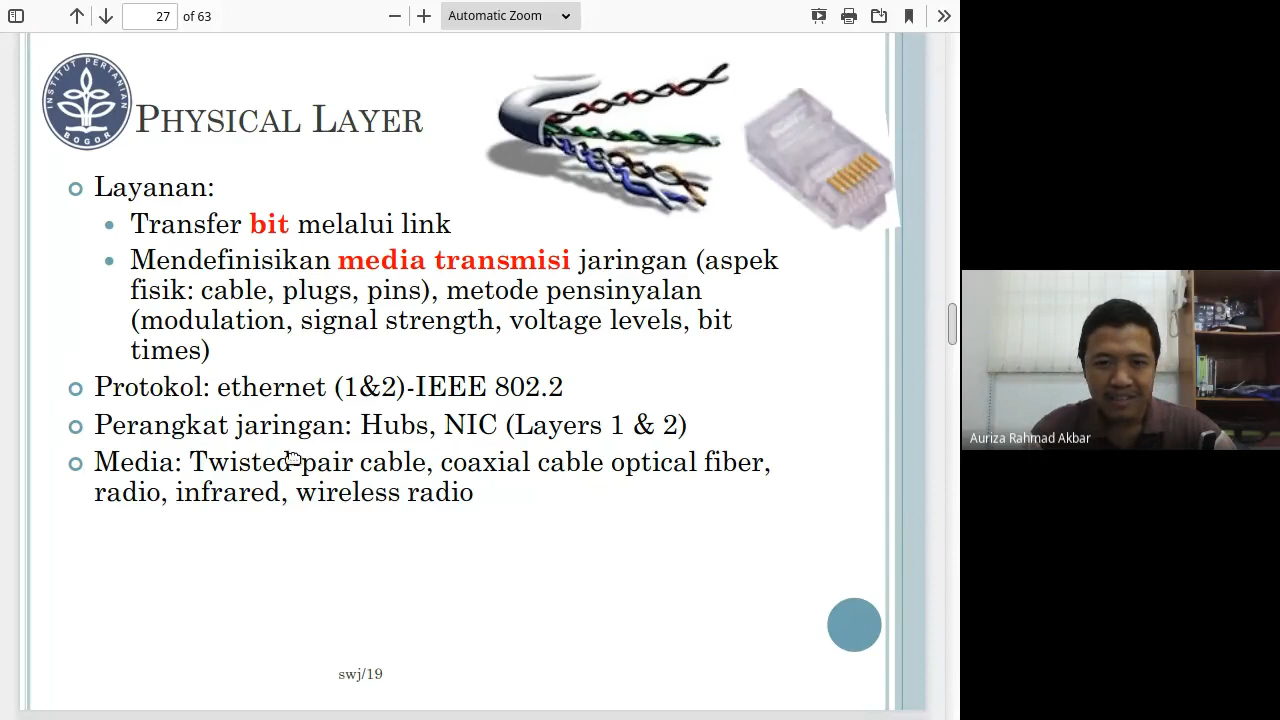 27 of 63
Automatic Zoom
INSTITUT PERTANIAN
BOGOR
PHYSICAL LAYER
Layanan:
Transfer bit melalui link
Mendefinisikan media transmisi jaringan (aspek
fisik: cable, plugs, pins), metode pensinyalan
(modulation, signal strength, voltage levels, bit
times)
Protokol: ethernet (1&2)-IEEE 802.2
Perangkat jaringan: Hubs, NIC (Layers 1 & 2)
Media: Twisted pair cable, coaxial cable optical fiber,
radio, infrared, wireless radio
swj/19
Auriza Rahmad Akbar